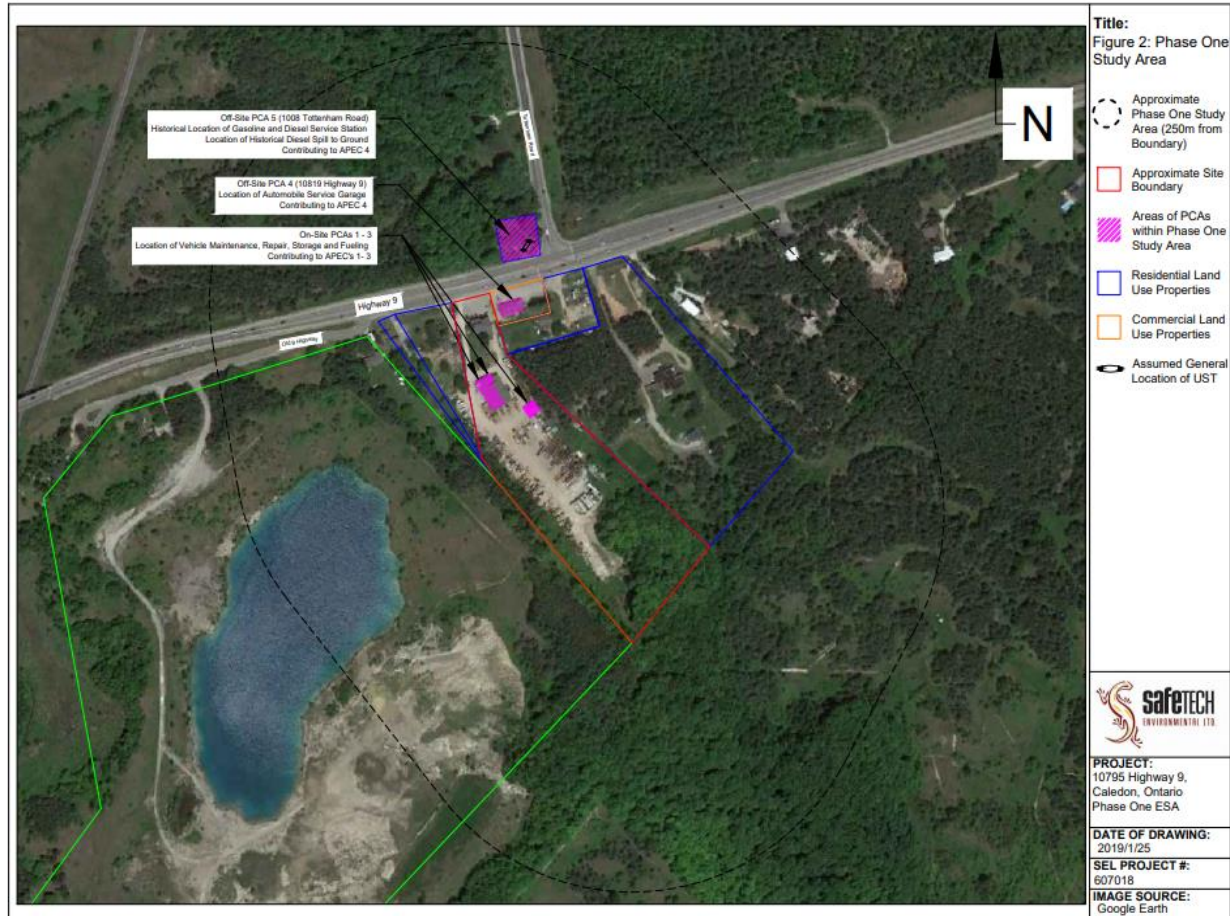 Off-Site PCA 5 (1008 Tottenham Road)
Historical Location of Gasoline and Diesel Service Station
Location of Historical Diesel Spill to Ground
Contributing to APEC 4
Off-Site PCA 4 (10819 Highway 9)
Location of Automobile Service Garage
Contributing to APEC 4
On-Site PCAs 1 - 3
Location of Vehicle Maintenance, Repair, Storage and Fueling
Contributing to APEC's 1- 3
Tottenham Road
Highway 9
Old 9 Highway
N
Title:
Figure 2: Phase One
Study Area
Approximate
Phase One Study
Area (250m from
Boundary)
Approximate Site
Boundary
Areas of PCAs
within Phase One
Study Area
Residential Land
Use Properties
Commercial Land
Use Properties
Assumed General
Location of UST
safeTECH
ENVIRONMENTAL LTD.
PROJECT:
10795 Highway 9,
Caledon, Ontario
Phase One ESA
DATE OF DRAWING:
2019/1/25
SEL PROJECT #:
607018
IMAGE SOURCE:
Google Earth